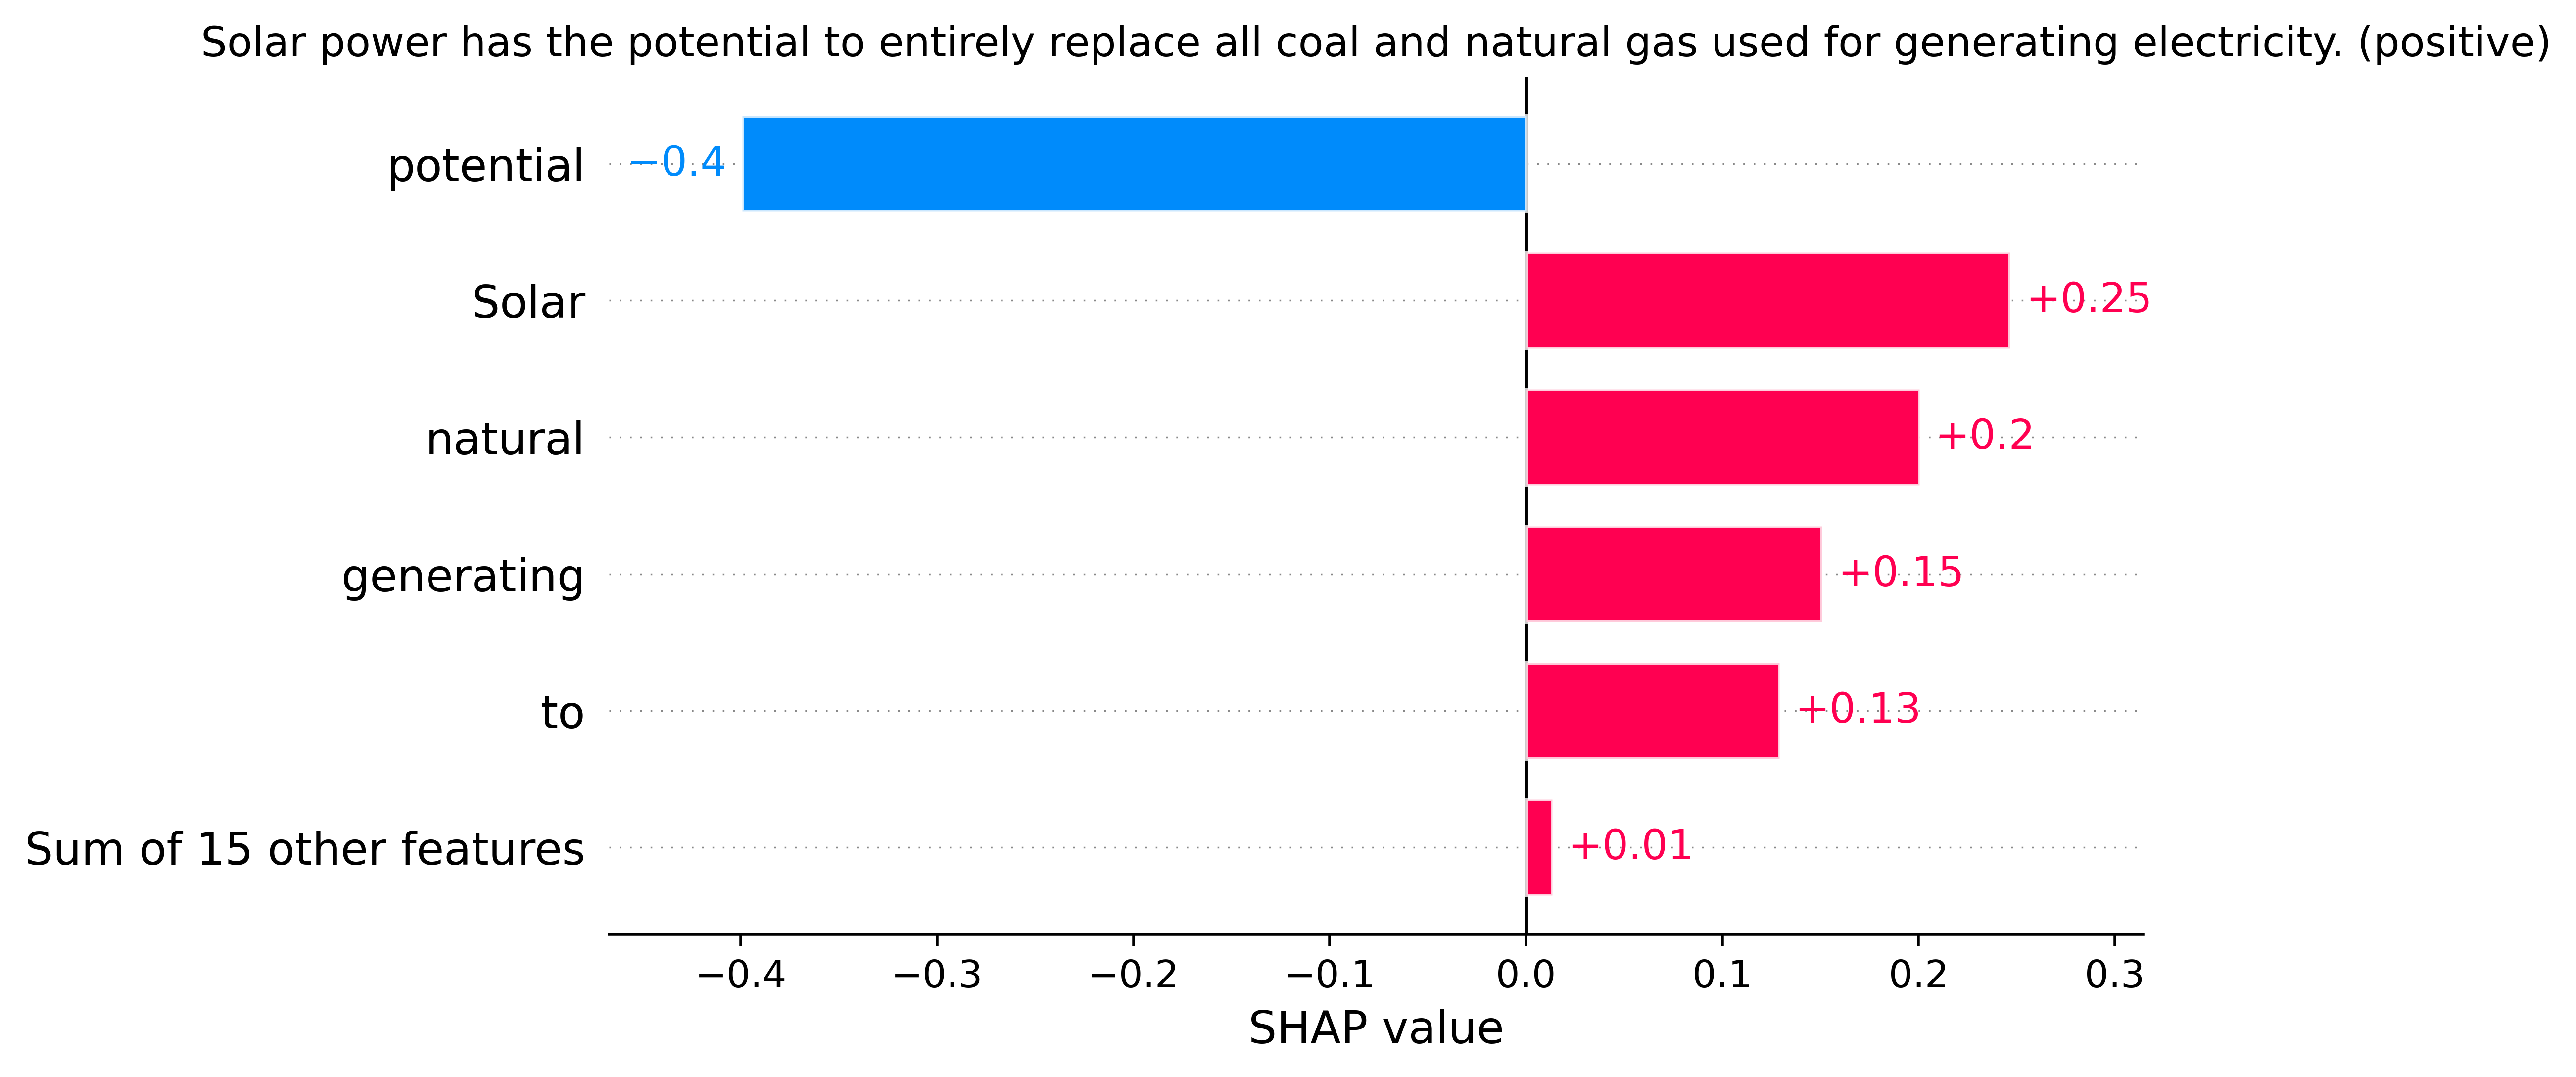 Solar power has the potential to entirely replace all coal and natural gas used for generating electricity. (positive)
potential
−0.4
Solar
+0.25
natural
+0.2
generating
+0.15
to
+0.13
Sum of 15 other features
+0.01
−0.4 −0.3 −0.2 −0.1 0.0 0.1 0.2 0.3
SHAP value